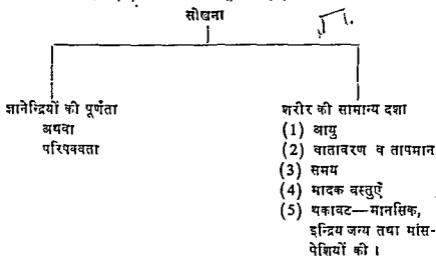 सीखना
ज्ञानेन्द्रियों की पूर्णता
अथवा
परिपक्वता
शरीर की सामान्य दशा
(1) आयु
(2) वातावरण व तापमान
(3) समय
(4) मादक वस्तुएँ
(5) थकावट—मानसिक,
इन्द्रिय जन्य तथा मांस-
पेशियों की ।